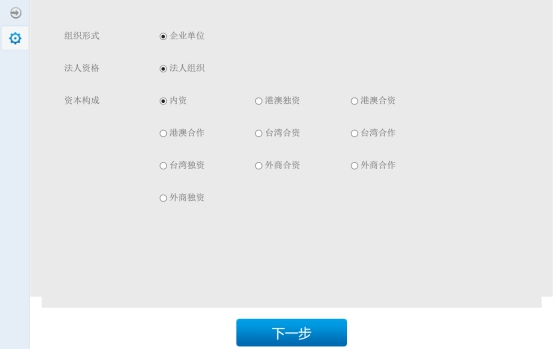 组织形式 企业单位
法人资格 法人组织
资本构成 内资 港澳独资 港澳合资
港澳合作 台湾合资 台湾合作
台湾独资 外商合资 外商合作
外商独资
下一步